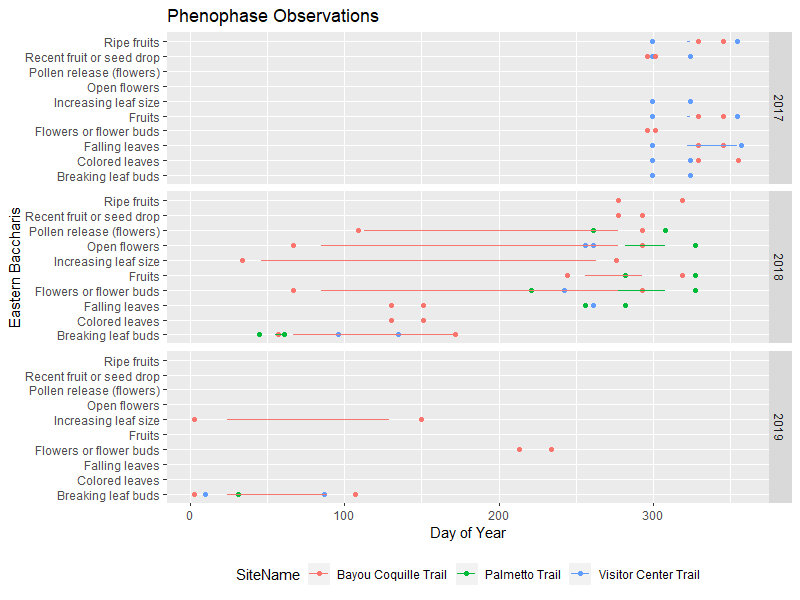 Phenophase Observations
Eastern Baccharis
Ripe fruits
Recent fruit or seed drop
Pollen release (flowers)
Open flowers
Increasing leaf size
Fruits
Flowers or flower buds
Falling leaves
Colored leaves
Breaking leaf buds
2017
Ripe fruits
Recent fruit or seed drop
Pollen release (flowers)
Open flowers
Increasing leaf size
Fruits
Flowers or flower buds
Falling leaves
Colored leaves
Breaking leaf buds
2018
Ripe fruits
Recent fruit or seed drop
Pollen release (flowers)
Open flowers
Increasing leaf size
Fruits
Flowers or flower buds
Falling leaves
Colored leaves
Breaking leaf buds
2019
0 100 200 300
Day of Year
SiteName Bayou Coquille Trail Palmetto Trail Visitor Center Trail